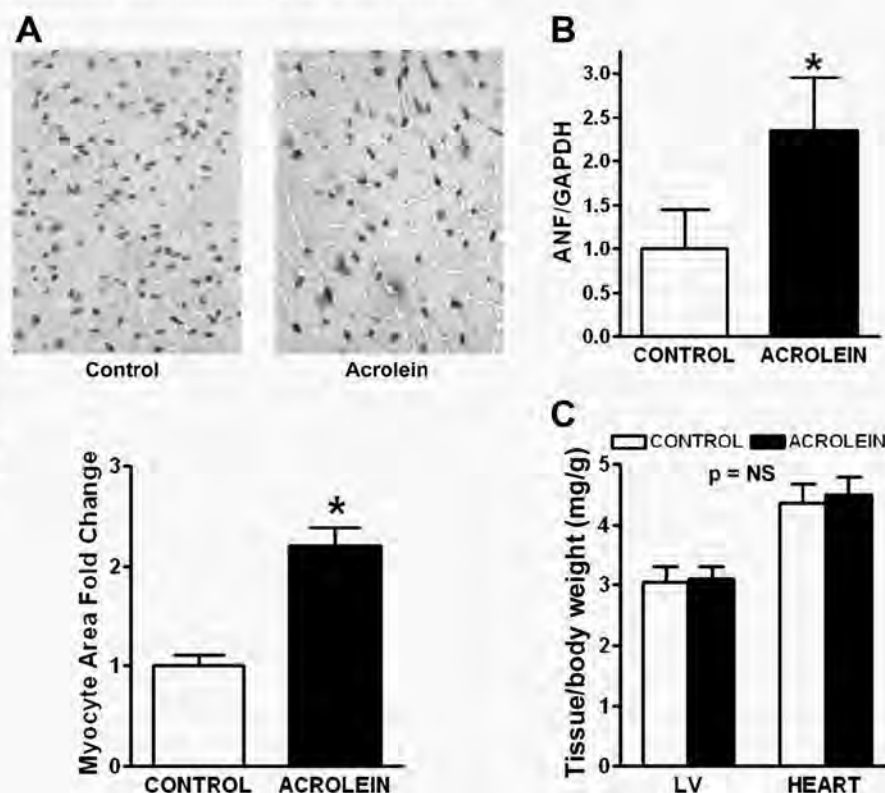 A
Control Acrolein
Myocyte Area Fold Change
3
2
1
0
*
CONTROL ACROLEIN
B
ANF/GAPDH
3.0
2.5
2.0
1.5
1.0
0.5
0.0
*
CONTROL ACROLEIN
C
CONTROL ACROLEIN
p = NS
Tissue/body weight (mg/g)
5
4
3
2
1
0
LV HEART